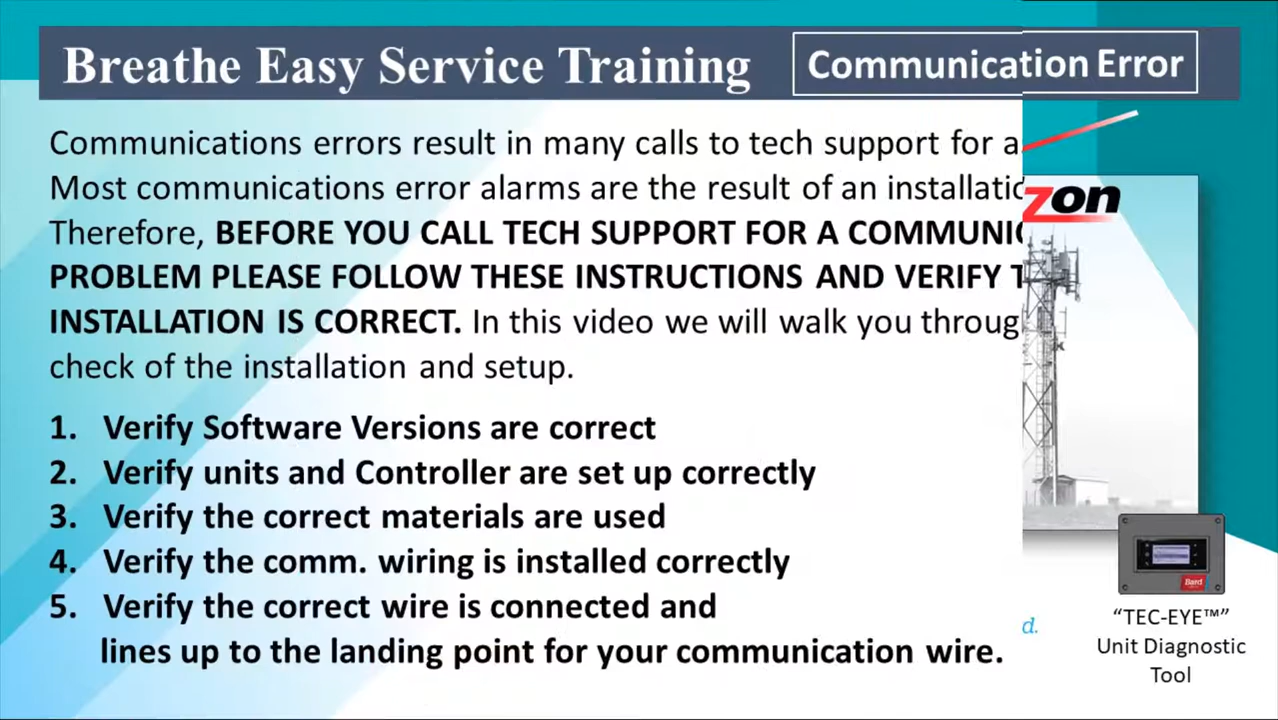 Breathe Easy Service Training
Communication Error
Communications errors result in many calls to tech support for a
Most communications error alarms are the result of an
Therefore, BEFORE YOU CALL TECH SUPPORT FOR A
PROBLEM PLEASE FOLLOW THESE INSTRUCTIONS AND VERIFY
INSTALLATION IS CORRECT. In this video we will walk you
check of the installation and setup.
1. Verify Software Versions are correct
2. Verify units and Controller are set up correctly
3. Verify the correct materials are used
4. Verify the comm. wiring is installed correctly
5. Verify the correct wire is connected and
lines up to the landing point for your communication wire.
zon
d.
Bard
“TEC-EYE™”
Unit Diagnostic
Tool